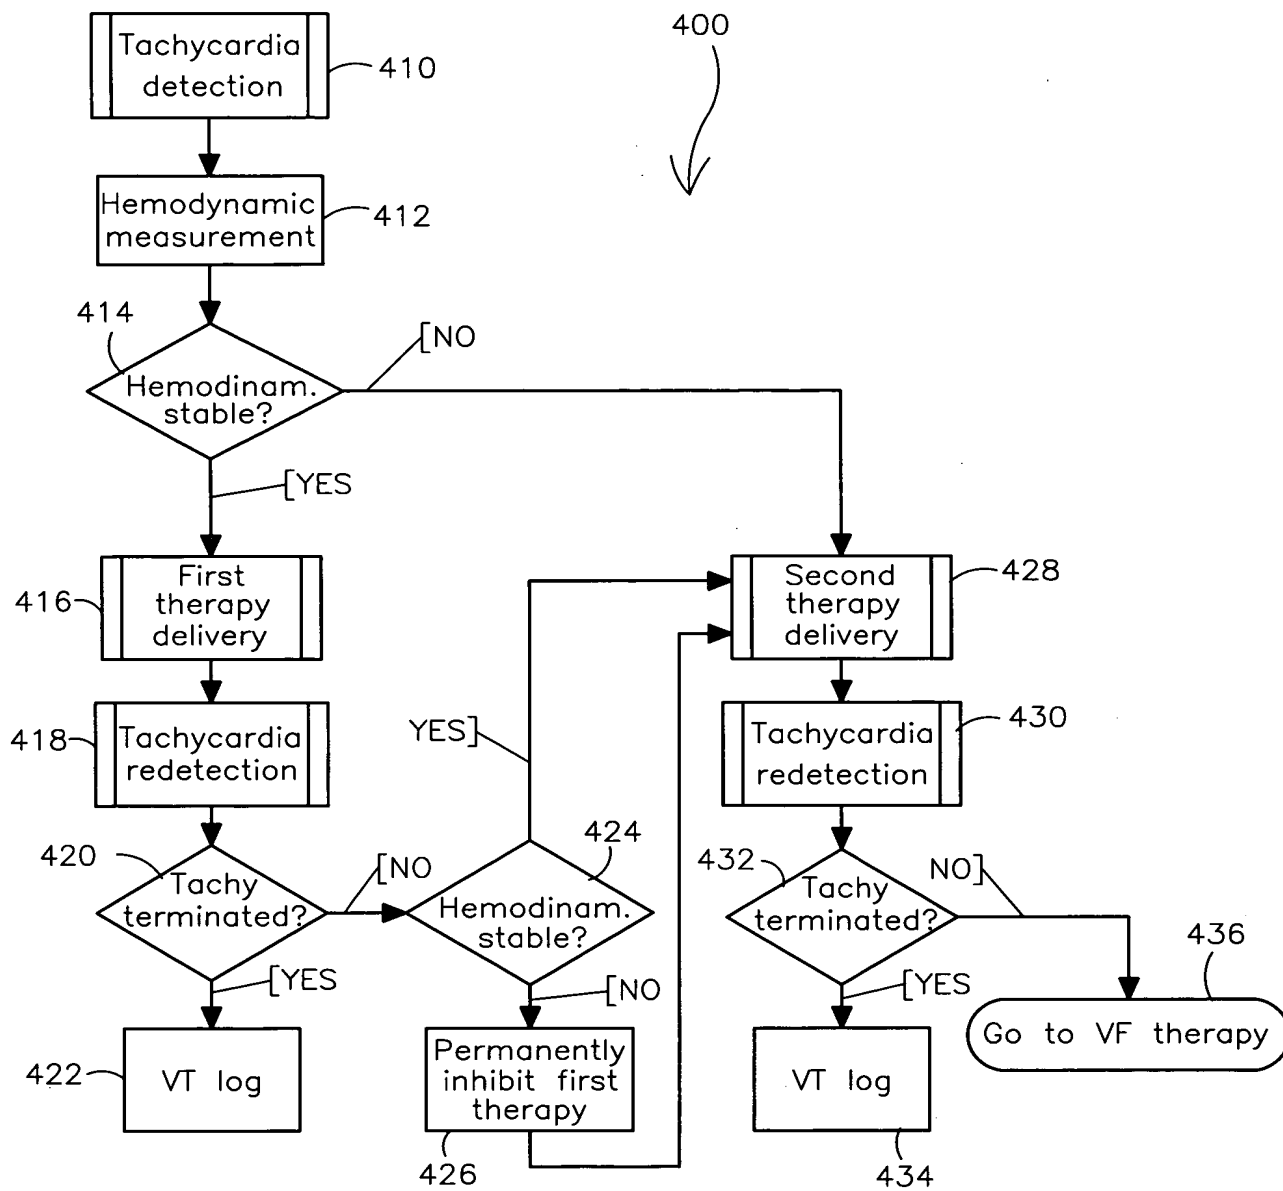 400
Tachycardia
detection
410
Hemodynamic
measurement
412
414
[NO
Hemodinam.
stable?
[YES
First
therapy
delivery
416
Second
therapy
delivery
428
Tachycardia
redetection
418
YES]
Tachycardia
redetection
430
420
Tachy
terminated?
[NO
424
Hemodinam.
stable?
432
Tachy
terminated?
NO]
436
[YES
[NO
[YES
Go to VF therapy
VT log
422
Permanently
inhibit first
therapy
426
VT log
434